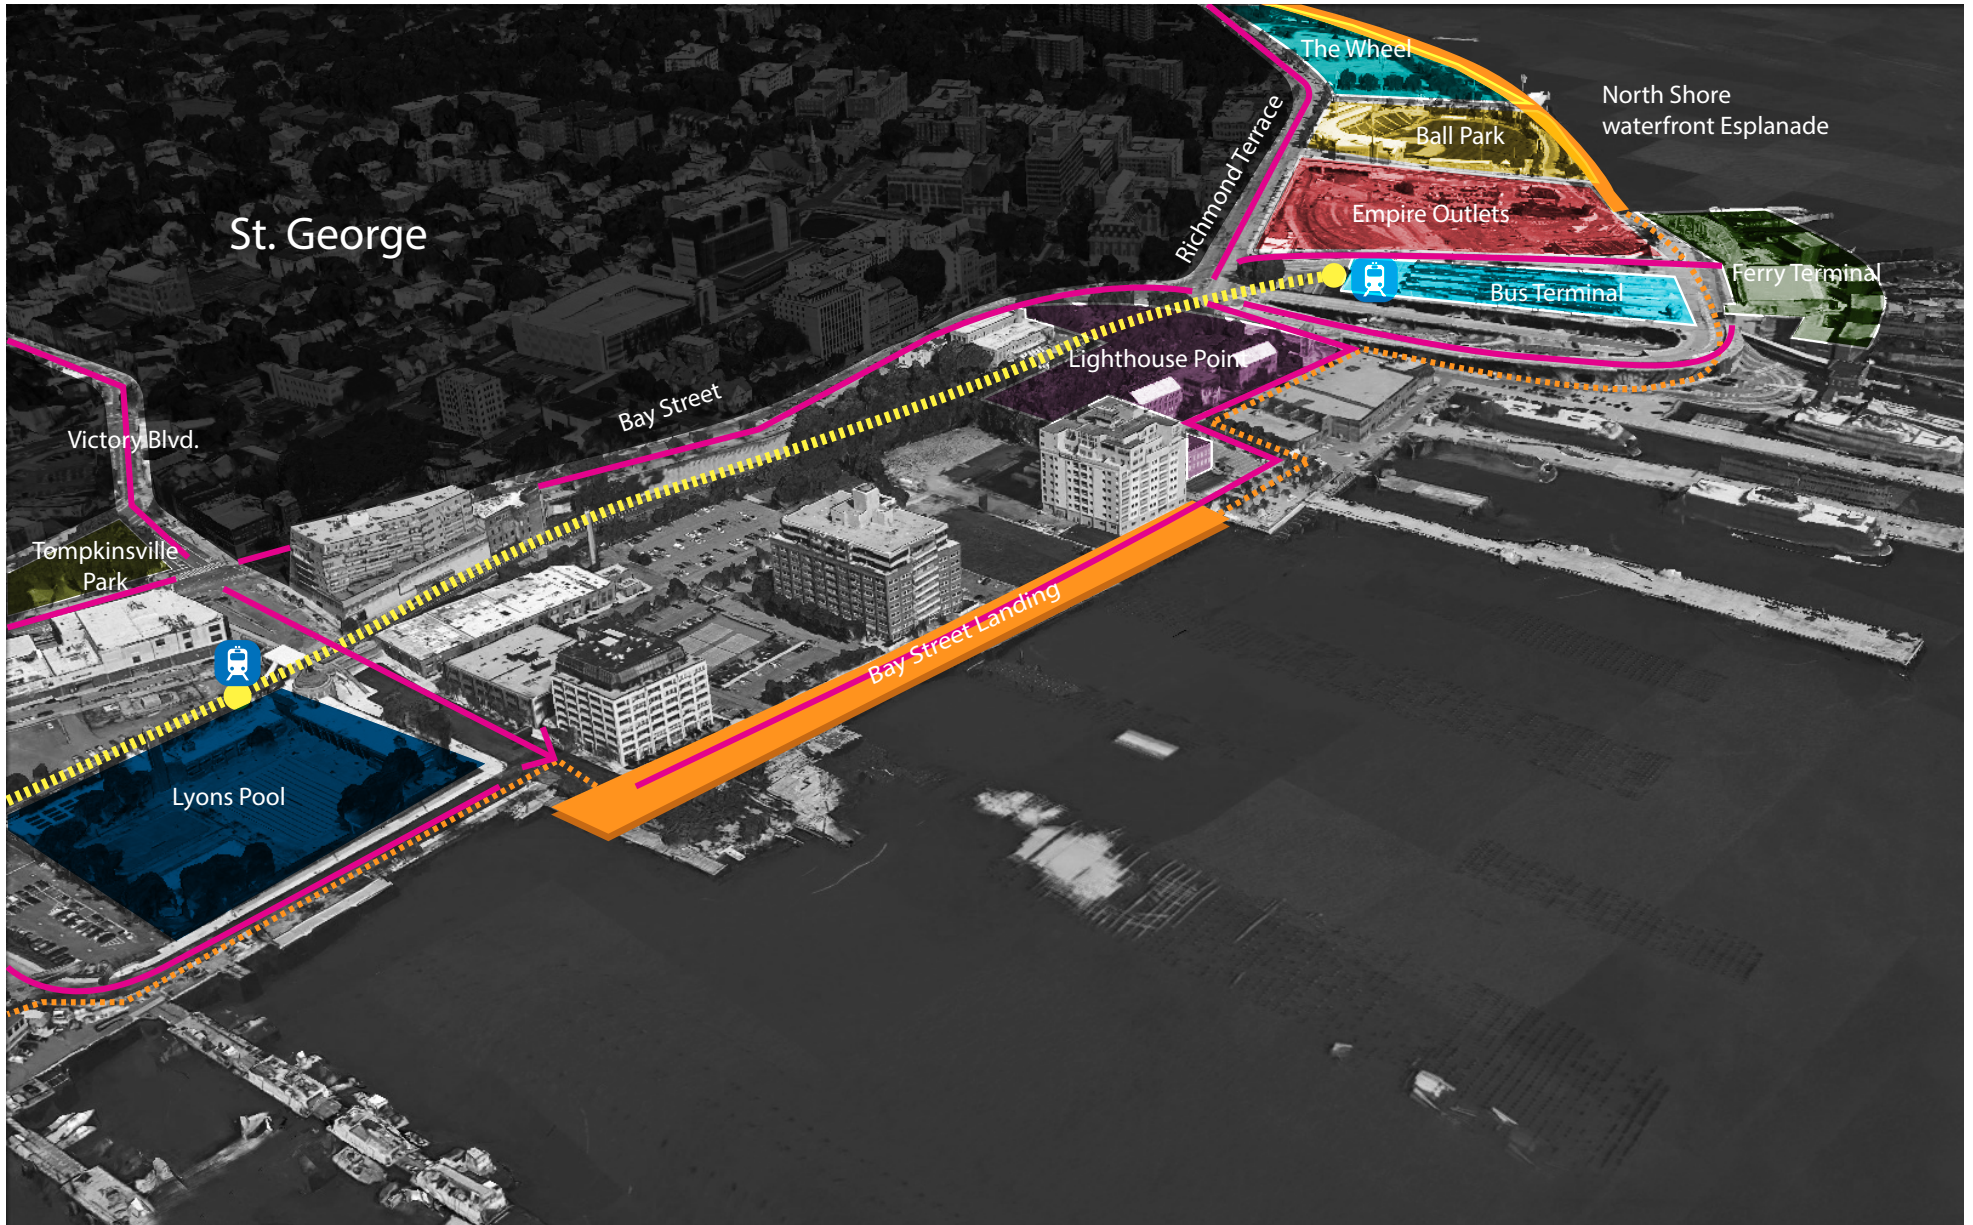 The Wheel
North Shore
waterfront Esplanade
Ball Park
Richmond Terrace
Empire Outlets
St. George
Ferry Terminal
Bus Terminal
Lighthouse Point
Bay Street
Victory Blvd.
Tompkinsville
Park
Bay Street Landing
Lyons Pool